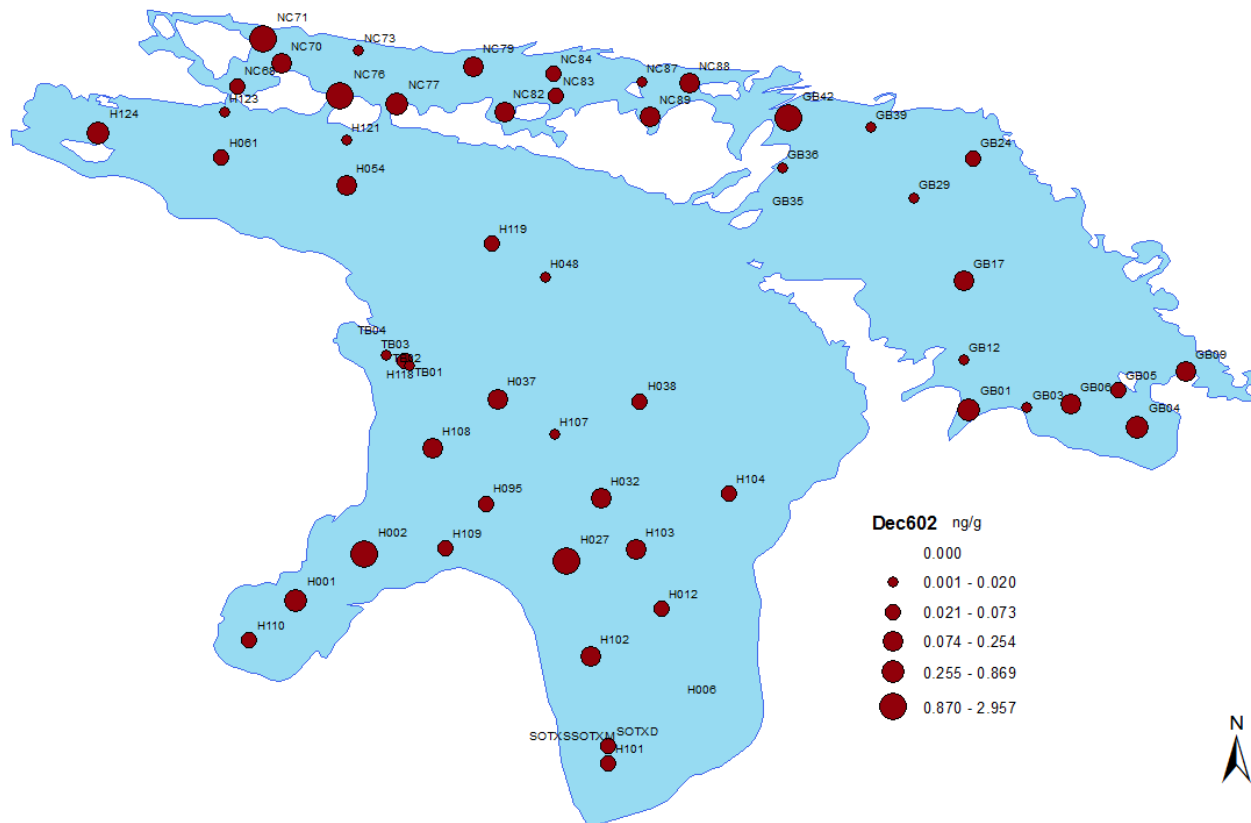 NC71
NC73
NC70
NC79
NC84
NC68
NC76
NC87
NC88
NC83
NC77
NC82
H123
NC89
GB42
H124
GB39
H121
H061
GB36
GB24
H054
GB29
GB35
H119
H048
GB17
TB04
TB03
TB02
GB12
TB01
H118
GB09
GB05
H037
H038
GB01
GB03
GB06
GB04
H107
H108
H032
H104
H095
Dec602 ng/g
0.000
H002
H109
H027
H103
0.001 - 0.020
H001
H012
0.021 - 0.073
H110
H102
0.074 - 0.254
0.255 - 0.869
H006
0.870 - 2.957
N
SOTXSSOTXM
SOTXD
H101